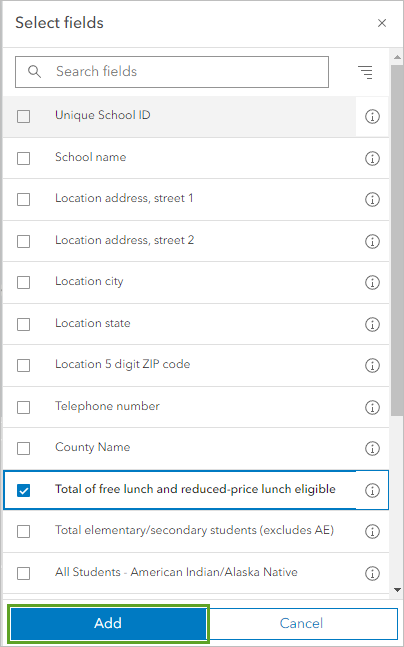 Select fields
Search fields
Unique School ID
School name
Location address, street 1
Location address, street 2
Location city
Location state
Location 5 digit ZIP code
Telephone number
County Name
Total of free lunch and reduced-price lunch eligible
Total elementary/secondary students (excludes AE)
All Students - American Indian/Alaska Native
Add
Cancel